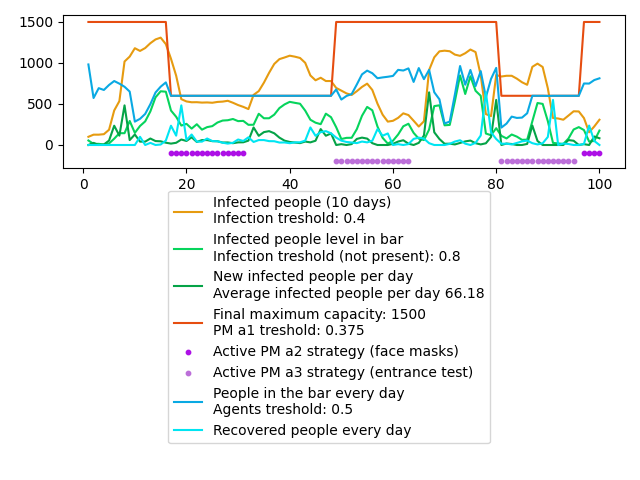 1500
1000
500
0
0
20
40
60
80
100
Infected people (10 days)
Infection treshold: 0.4
Infected people level in bar
Infection treshold (not present): 0.8
New infected people per day
Average infected people per day 66.18
Final maximum capacity: 1500
PM a1 treshold: 0.375
Active PM a2 strategy (face masks)
Active PM a3 strategy (entrance test)
People in the bar every day
Agents treshold: 0.5
Recovered people every day